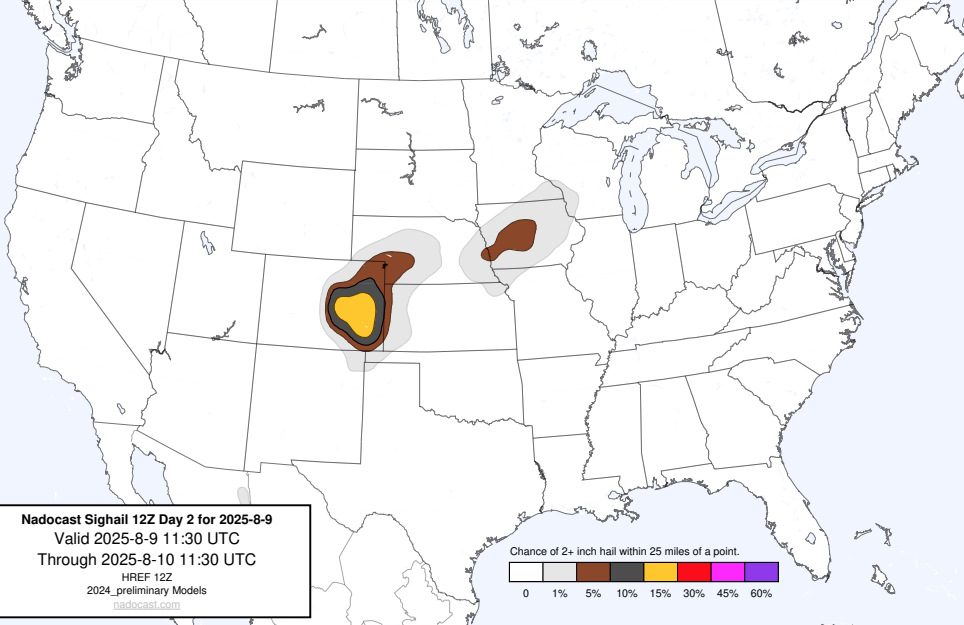 Nadocast Sighail 12Z Day 2 for 2025-8-9
Valid 2025-8-9 11:30 UTC
Through 2025-8-10 11:30 UTC
HREF 12Z
2024_preliminary Models
nadocast.com
Chance of 2+ inch hail within 25 miles of a point.
0 1% 5% 10% 15% 30% 45% 60%